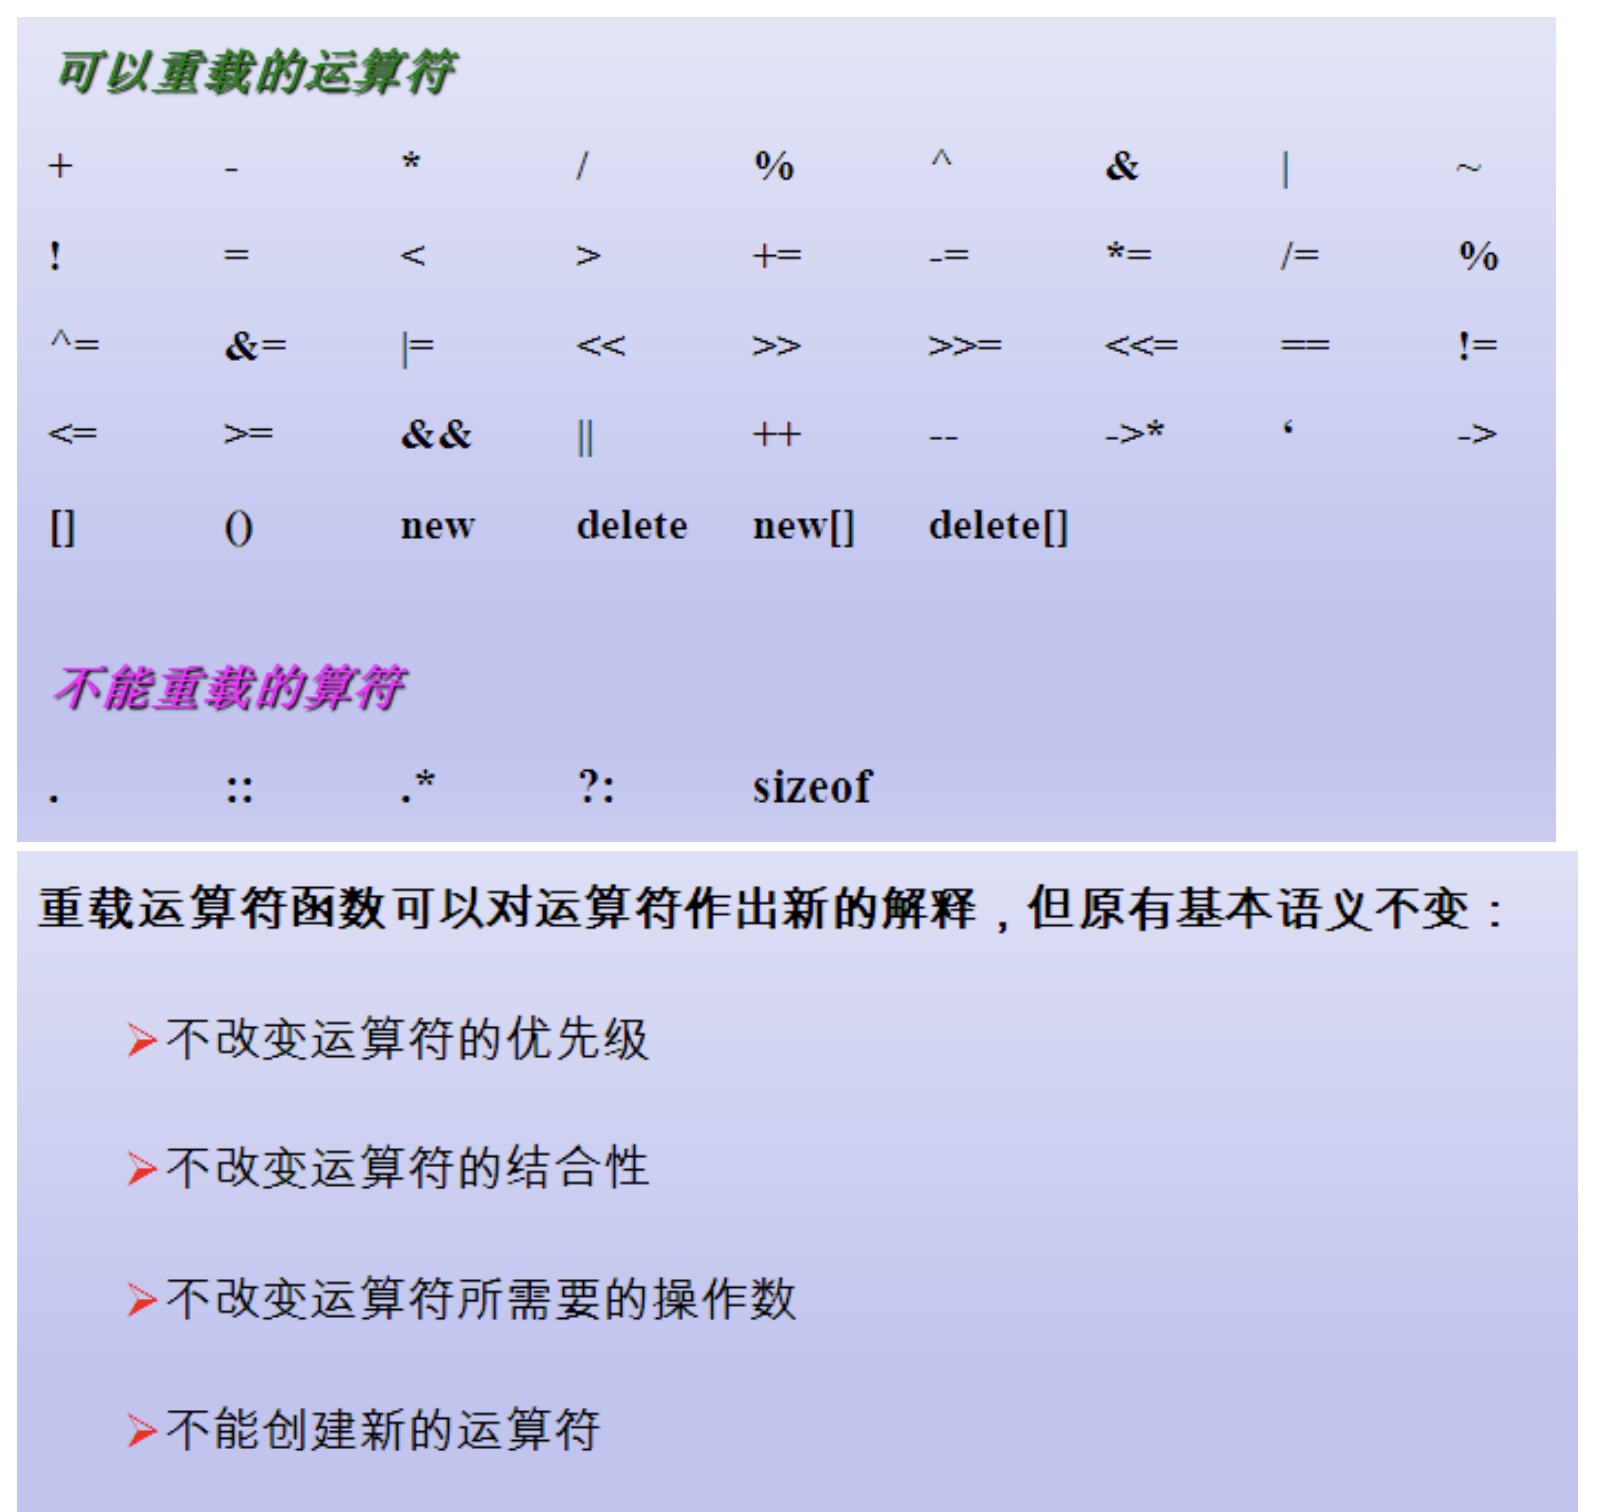 可以重载的运算符
+ - * / % ^ & | ~
! = < > += -= *= /= %
^= &= |= << >> >>= <<= == !=
<= >= && || ++ -- ->* ‘ ->
[] () new delete new[] delete[]
不能重载的算符
. :: .* ?: sizeof
重载运算符函数可以对运算符作出新的解释，但原有基本语义不变：
➢不改变运算符的优先级
➢不改变运算符的结合性
➢不改变运算符所需要的操作数
➢不能创建新的运算符